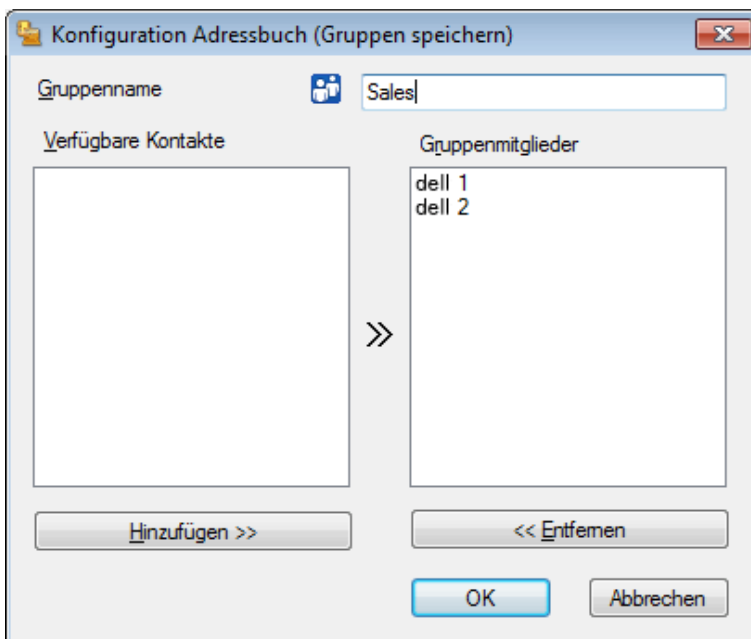 Konfiguration Adressbuch (Gruppen speichern)
Gruppenname
Sales
Verfügbare Kontakte
Gruppenmitglieder
dell 1
dell 2
Hinzufügen >>
<< Entfernen
OK
Abbrechen